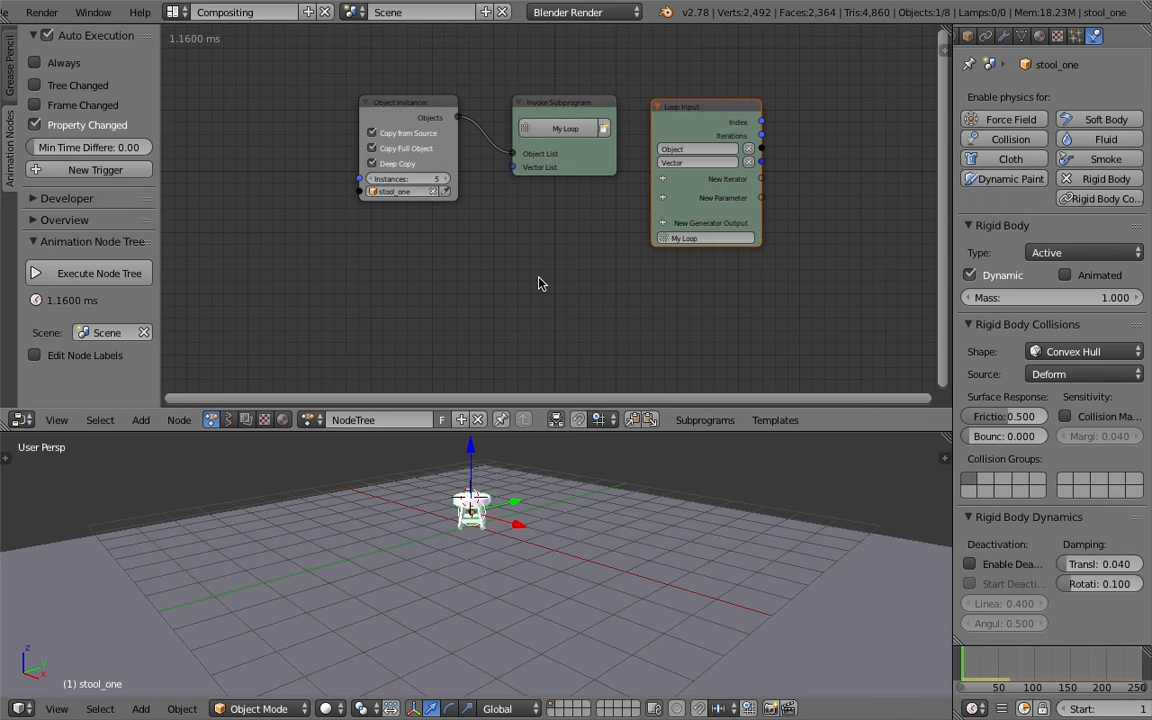 e Render Window Help Compositing Scene Blender Render v2.78 | Verts:2,492 | Faces:2,364 | Tris:4,860 | Objects:1/8 | Lamps:0/0 | Mem:18.23M | stool_one
Grease Pencil
Animation Nodes
Auto Execution
Always
Tree Changed
Frame Changed
Property Changed
Min Time Differe: 0.00
New Trigger
Developer
Overview
Animation Node Tree
Execute Node Tree
1.1600 ms
Scene: Scene
Edit Node Labels
1.1600 ms
Object Instancer
Objects
Copy from Source
Copy Full Object
Deep Copy
Instances: 5
stool_one
Invoke Subprogram
My Loop
Object List
Vector List
Loop Input
Index
Iterations
Object
Vector
New Iterator
New Parameter
New Generator Output
My Loop
View Select Add Node NodeTree F Subprograms Templates
User Persp
z
y
x
(1) stool_one
View Select Add Object Object Mode Global
stool_one
Enable physics for:
Force Field Soft Body
Collision Fluid
Cloth Smoke
Dynamic Paint Rigid Body
Rigid Body Co...
Rigid Body
Type: Active
Dynamic Animated
Mass: 1.000
Rigid Body Collisions
Shape: Convex Hull
Source: Deform
Surface Response: Sensitivity:
Frictio: 0.500 Collision Ma...
Bounc: 0.000 Margi: 0.040
Collision Groups:
Rigid Body Dynamics
Deactivation: Damping:
Enable Dea... Transl: 0.040
Start Deacti... Rotati: 0.100
Linea: 0.400
Angul: 0.500
50 100 150 200 250
Start: 1